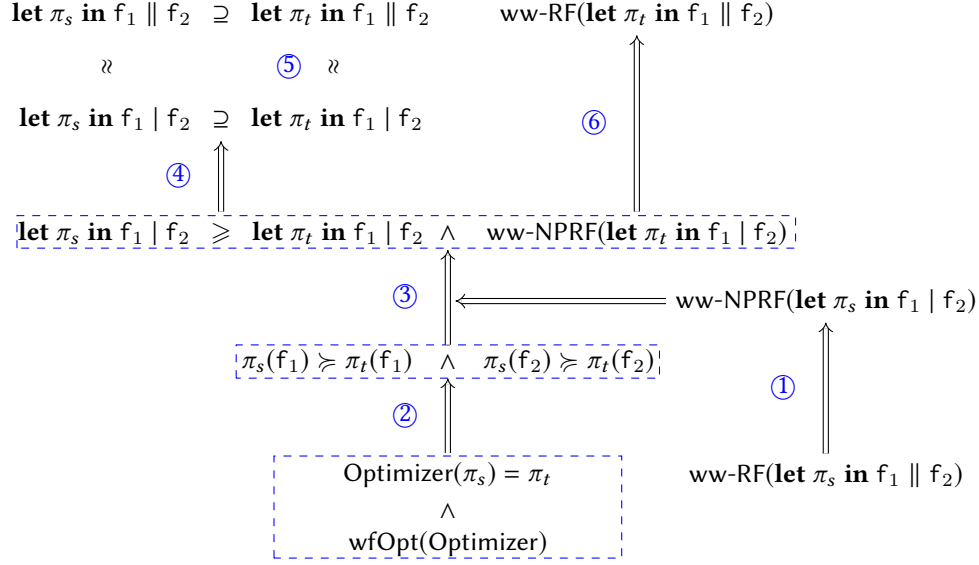 let πs in f1 ∥ f2 ⊇ let πt in f1 ∥ f2 ww-RF(let πt in f1 ∥ f2)
≈ ⑤ ≈
let πs in f1 | f2 ⊇ let πt in f1 | f2 ⑥
④
let πs in f1 | f2 ⩾ let πt in f1 | f2 ∧ ww-NPRF(let πt in f1 | f2)
③ ww-NPRF(let πs in f1 | f2)
πs(f1) ≽ πt(f1) ∧ πs(f2) ≽ πt(f2)
② ①
Optimizer(πs) = πt ww-RF(let πs in f1 ∥ f2)
∧
wfOpt(Optimizer)